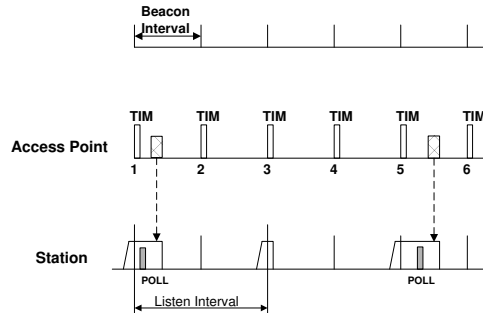 Beacon
Interval
TIM TIM TIM TIM TIM TIM
Access Point
1 2 3 4 5 6
Station
POLL POLL
Listen Interval